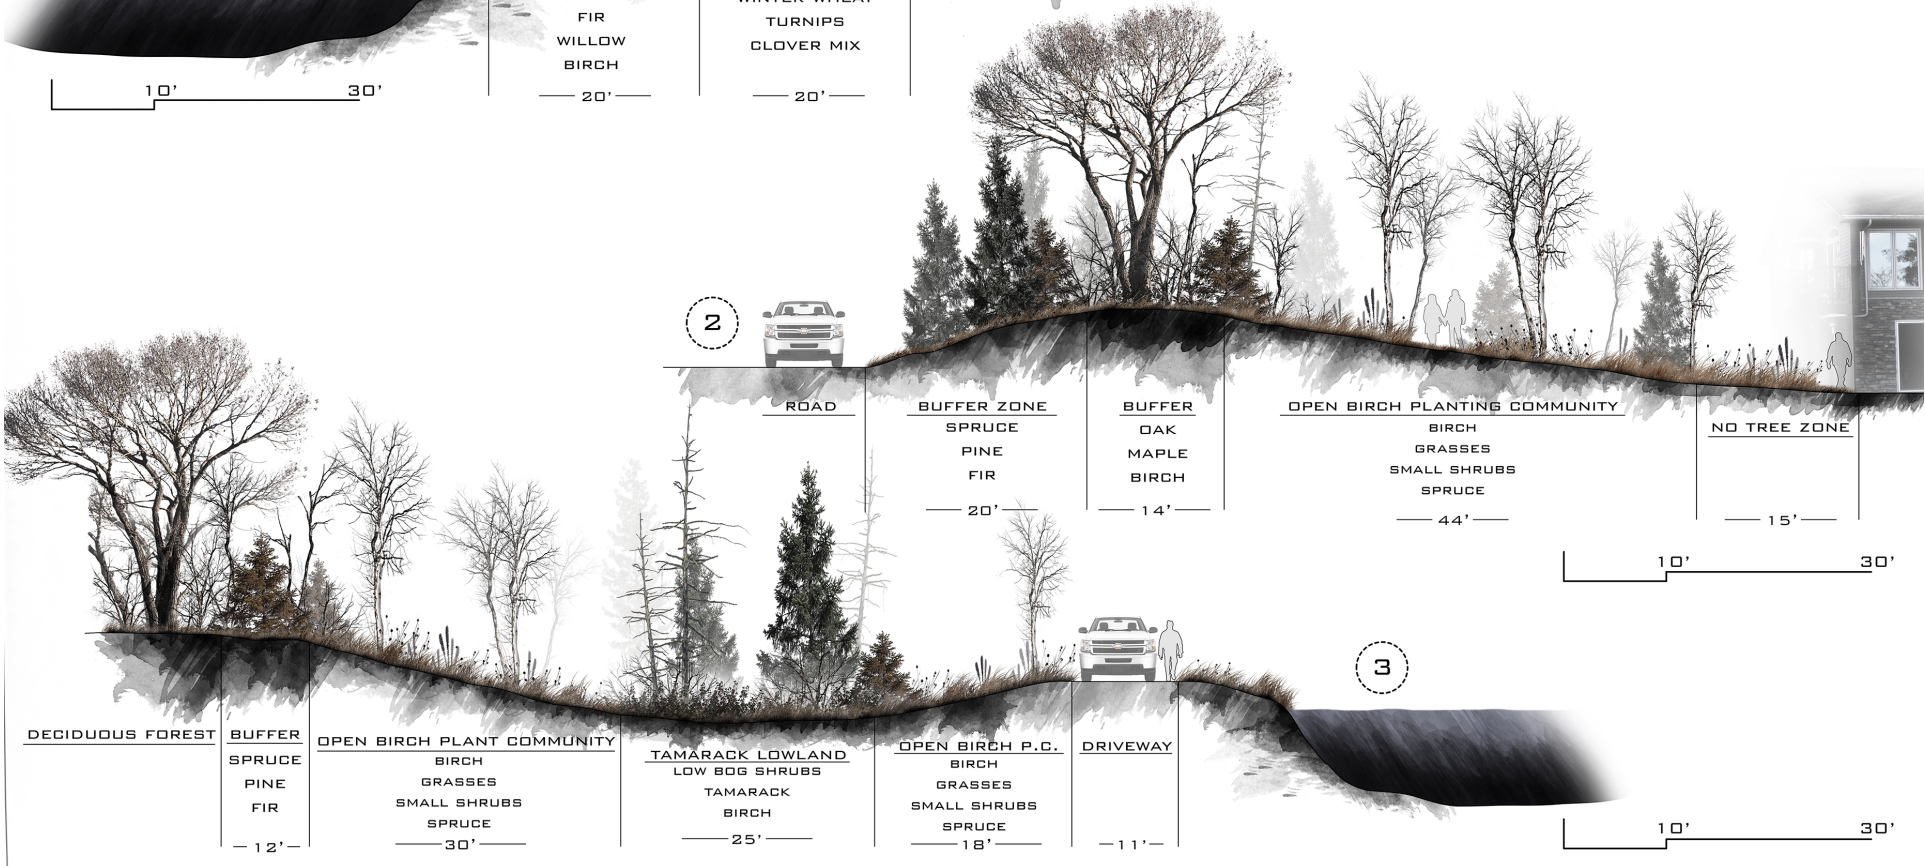 FIR
WILLOW
BIRCH
20'
WINTER WHEAT
TURNIPS
CLOVER MIX
20'
10' 30'
2
ROAD
BUFFER ZONE
SPRUCE
PINE
FIR
20'
BUFFER
OAK
MAPLE
BIRCH
14'
OPEN BIRCH PLANTING COMMUNITY
BIRCH
GRASSES
SMALL SHRUBS
SPRUCE
44'
NO TREE ZONE
15'
10' 30'
3
DECIDUOUS FOREST
BUFFER
SPRUCE
PINE
FIR
12'
OPEN BIRCH PLANT COMMUNITY
BIRCH
GRASSES
SMALL SHRUBS
SPRUCE
30'
TAMARACK LOWLAND
LOW BOG SHRUBS
TAMARACK
BIRCH
25'
OPEN BIRCH P.C.
BIRCH
GRASSES
SMALL SHRUBS
SPRUCE
18'
DRIVEWAY
11'
10' 30'